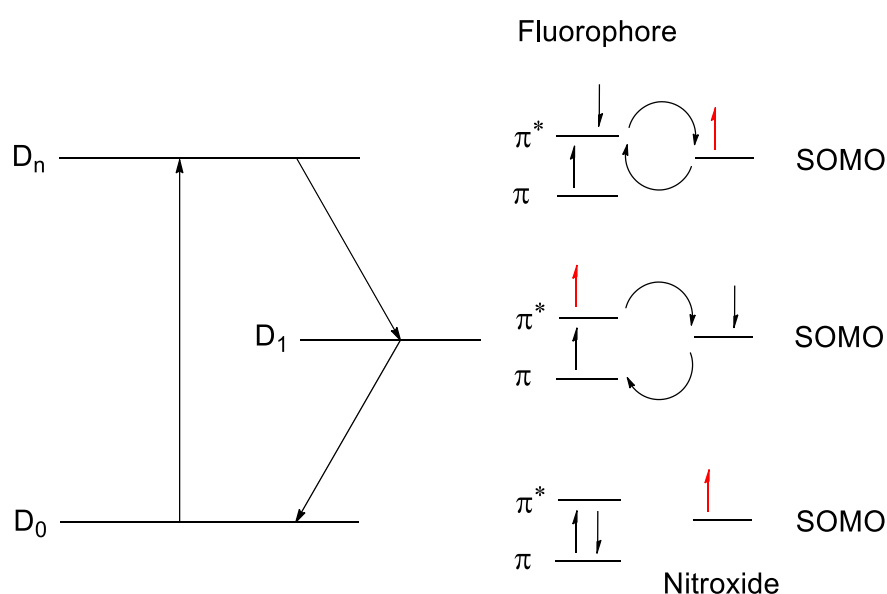 Fluorophore
Dn
π*
π
SOMO
D1
π*
π
SOMO
D0
π*
π
SOMO
Nitroxide